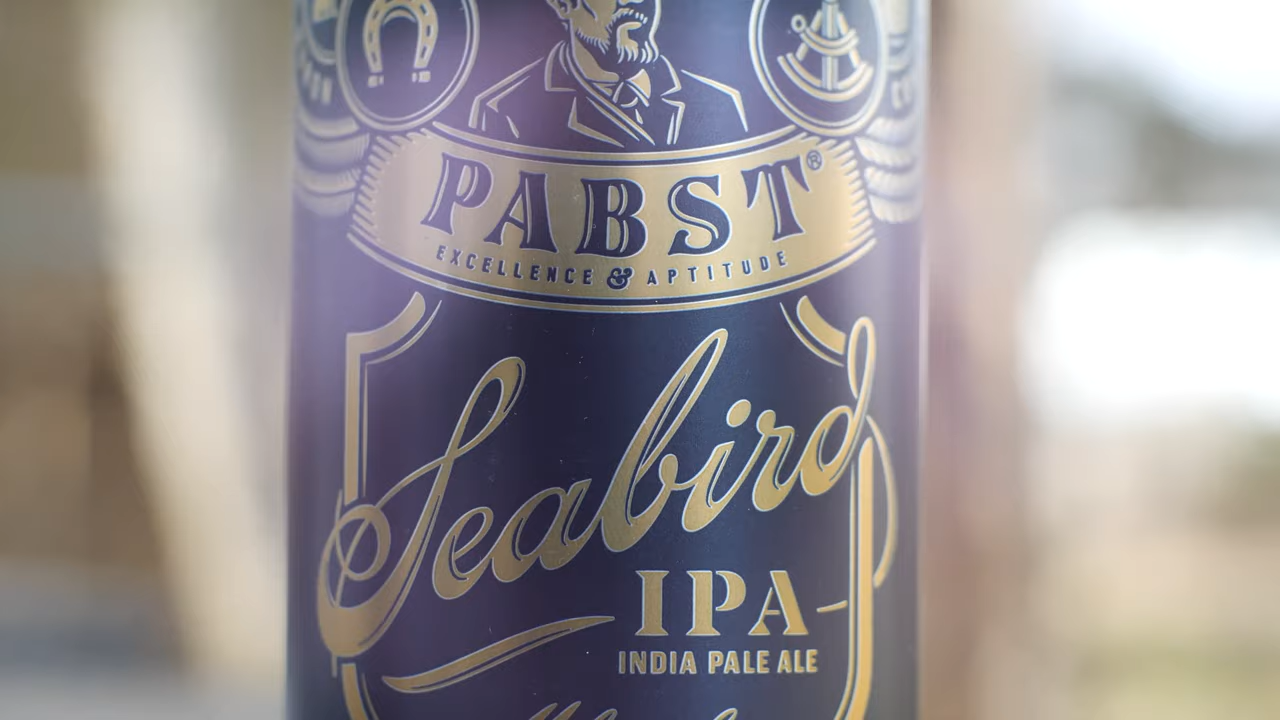 PABST®
EXCELLENCE & APTITUDE
Seabird
IPA
INDIA PALE ALE